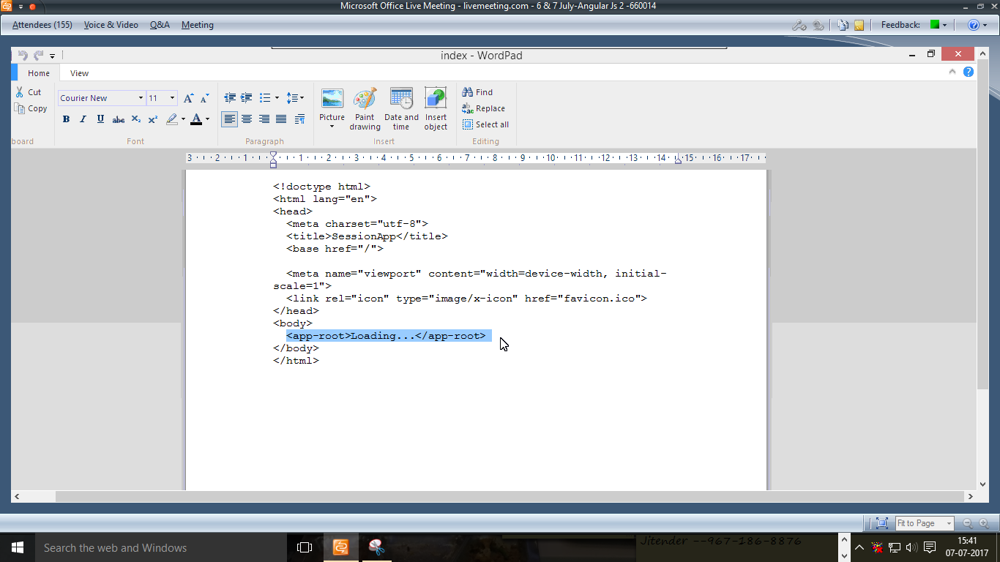 Microsoft Office Live Meeting - livemeeting.com - 6 & 7 July-Angular Js 2 -660014
Attendees (155) Voice & Video Q&A Meeting Feedback:
index - WordPad
Home View
Cut
Copy
board
Courier New 11
B I U abc X₂ X²
A
Font
Paragraph
Picture
Paint drawing
Date and time
Insert object
Insert
Find
Replace
Select all
Editing
3 2 1 1 2 3 4 5 6 7 8 9 10 11 12 13 14 15 16 17
<!doctype html>
<html lang="en">
<head>
  <meta charset="utf-8">
  <title>SessionApp</title>
  <base href="/">
  <meta name="viewport" content="width=device-width, initial-
scale=1">
  <link rel="icon" type="image/x-icon" href="favicon.ico">
</head>
<body>
  <app-root>Loading...</app-root>
</body>
</html>
Fit to Page
Search the web and Windows
Jitender --967-186-8876
15:41
07-07-2017